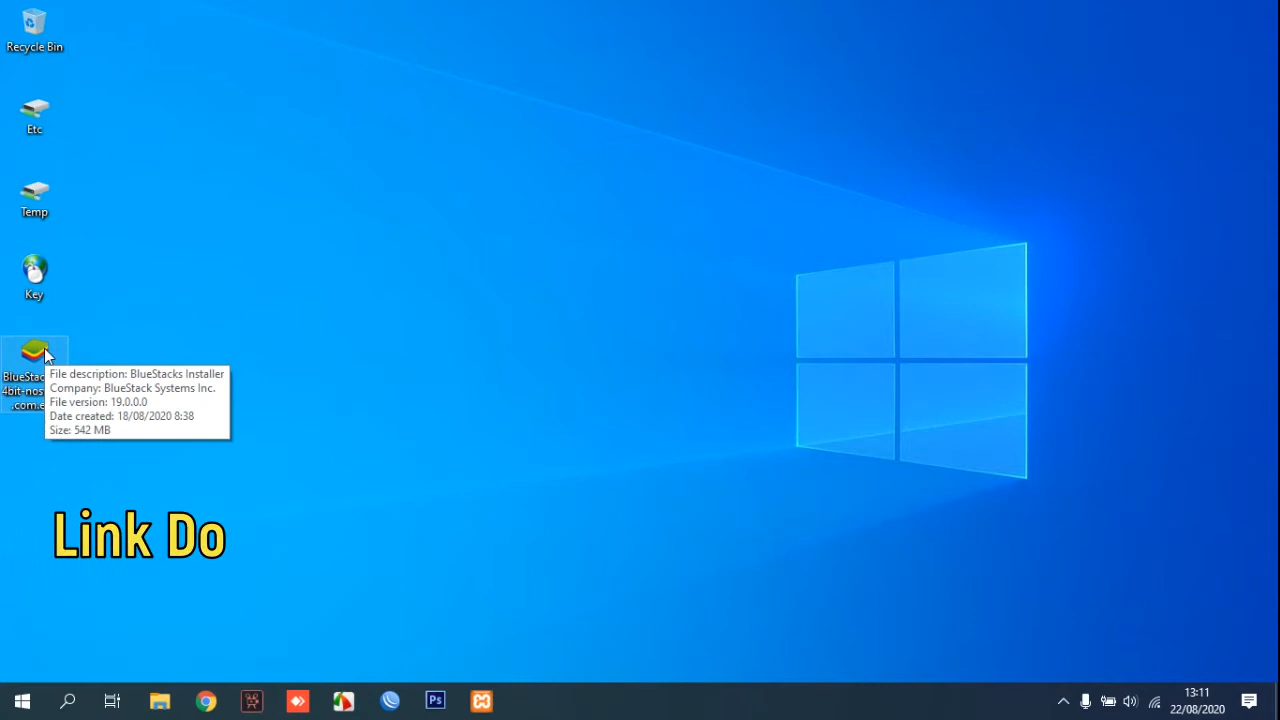 Recycle Bin
Etc
Temp
Key
BlueStac
4bit-nos
.com.e
File description: BlueStacks Installer
Company: BlueStack Systems Inc.
File version: 19.0.0.0
Date created: 18/08/2020 8:38
Size: 542 MB
Link Do
Ps
13:11
22/08/2020